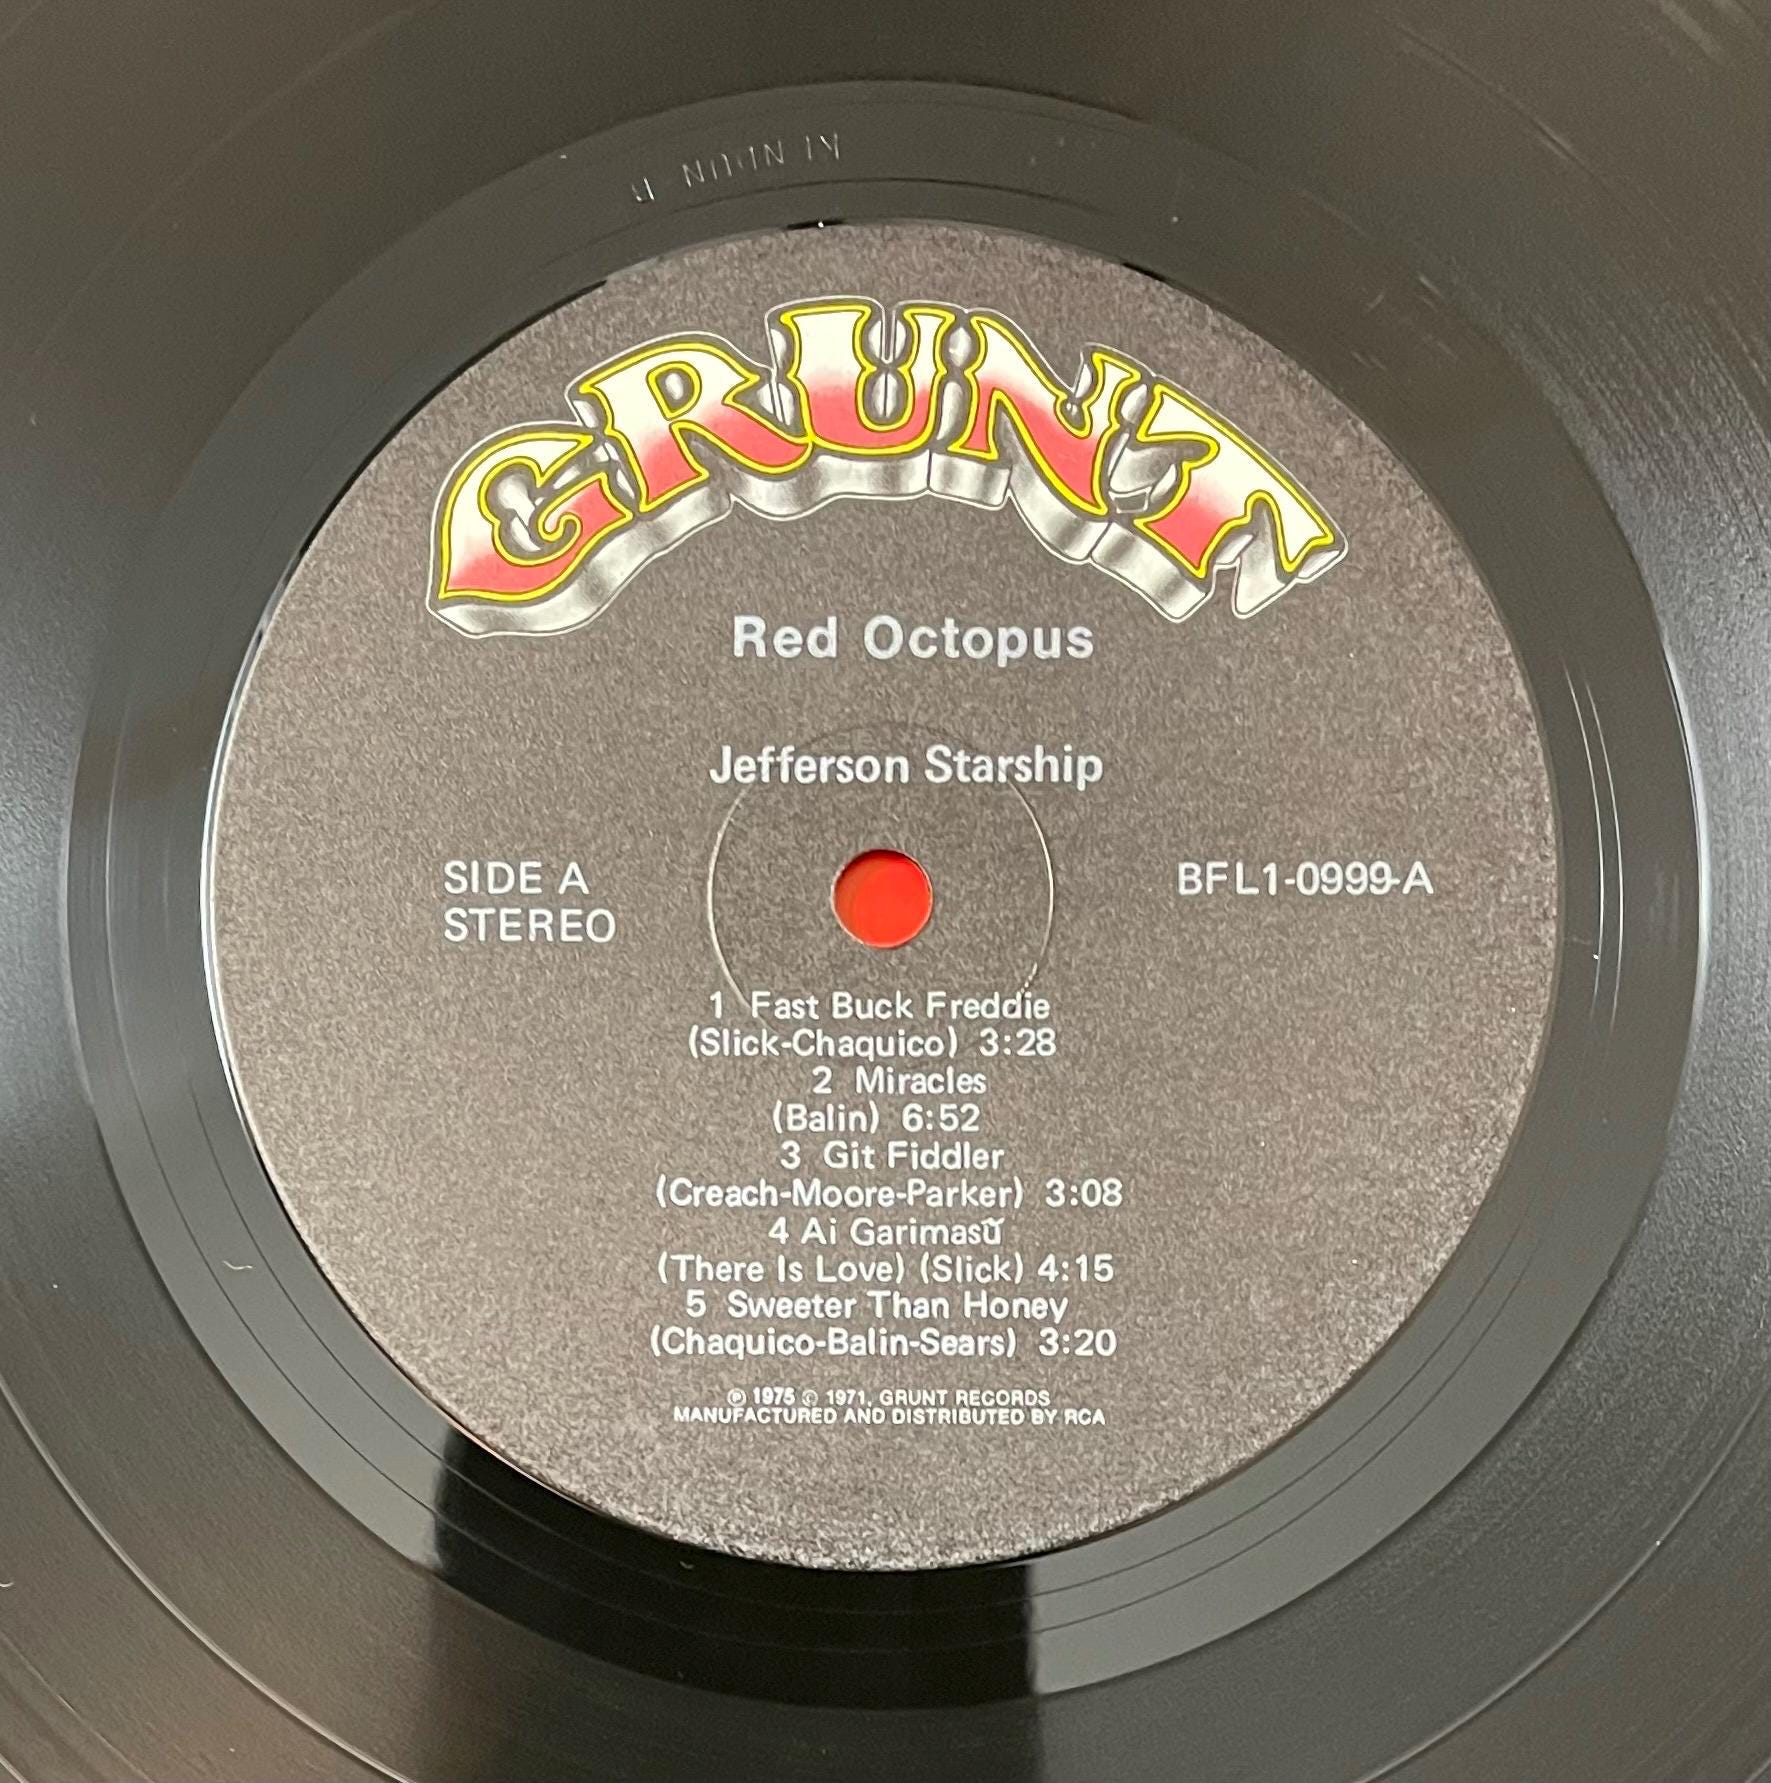 GRUNT
Red Octopus
Jefferson Starship
SIDE A
STEREO
BFL1-0999-A
1 Fast Buck Freddie
(Slick-Chaquico) 3:28
2 Miracles
(Balin) 6:52
3 Git Fiddler
(Creach-Moore-Parker) 3:08
4 Ai Garimasŭ
(There Is Love) (Slick) 4:15
5 Sweeter Than Honey
(Chaquico-Balin-Sears) 3:20
℗ 1975 © 1971, GRUNT RECORDS
MANUFACTURED AND DISTRIBUTED BY RCA